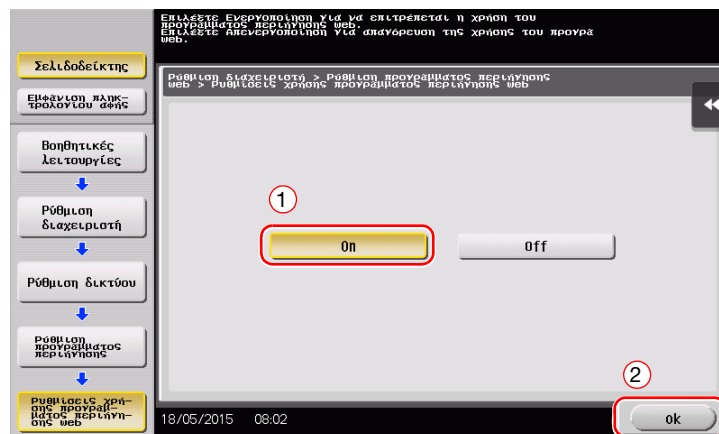 Επιλέξτε Ενεργοποίηση για να επιτρέπεται η χρήση του
προγράμματος περιήγησης web.
Επιλέξτε Απενεργοποίηση για απαγόρευση της χρήσης του προγρα
web.
Σελιδοδείκτης
Εμφάνιση πληκ-
τρολογίου αφής
Βοηθητικές
λειτουργίες
Ρύθμιση
διαχειριστή
Ρύθμιση δικτύου
Ρύθμιση
προγράμματος
περιήγησης
Ρυθμίσεις χρή-
σης προγράμ-
ματος περιήγη-
σης web
Ρύθμιση διαχειριστή > Ρύθμιση προγράμματος περιήγησης
web > Ρυθμίσεις χρήσης προγράμματος περιήγησης web
1
On
Off
2
18/05/2015 08:02
ok